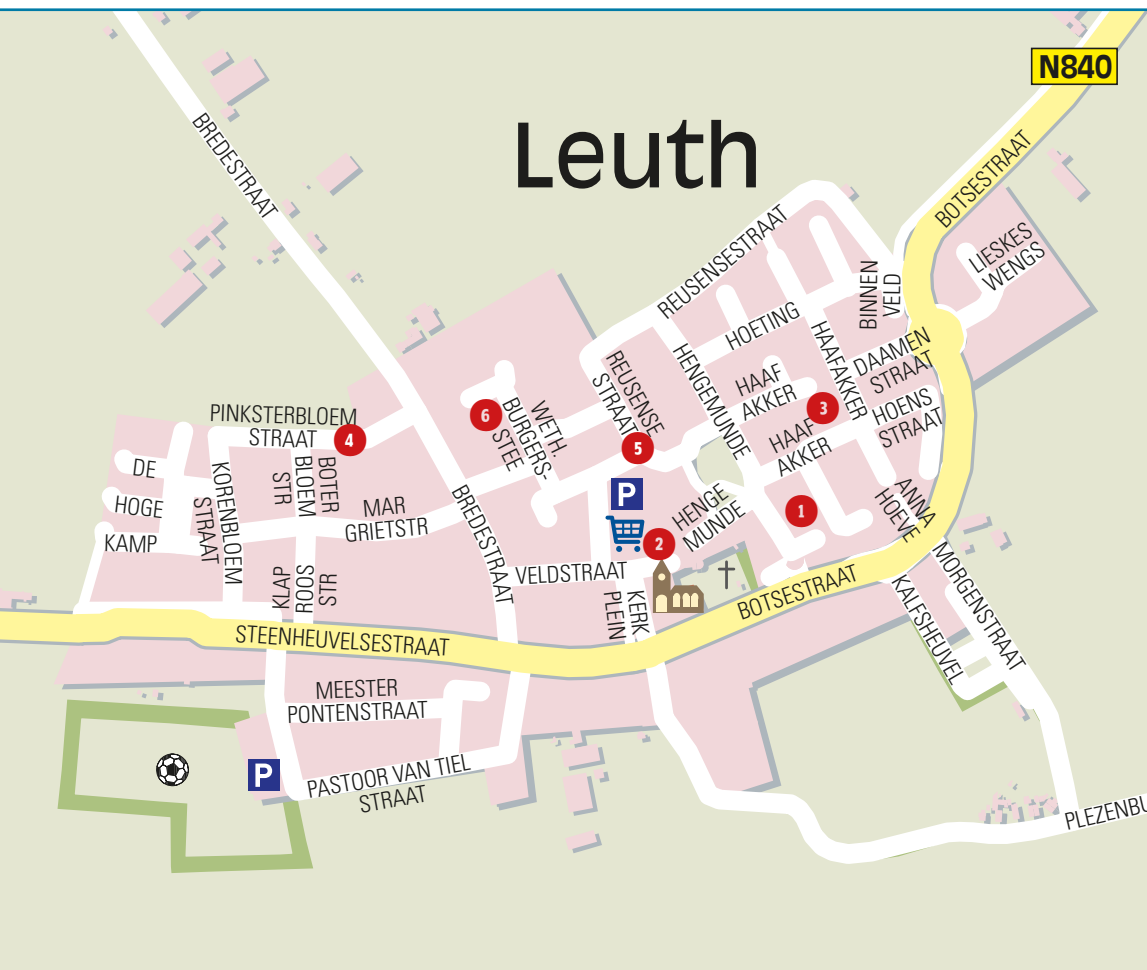 N840
Leuth
BREDESTRAAT
BOTSESTRAAT
REUSENSESTRAAT
LIESKES
WENGS
BINNEN
VELD
HOETING
HAAFAKKER
DAAMEN
STRAAT
HENGEMUNDE
REUSENSE
STRAAT
HAAF
AKKER
3
HOENS
STRAAT
HAAF
AKKER
6
WETH.
BURGERS-
STEE
PINKSTERBLOEM
STRAAT
4
5
DE
HOGE
KAMP
KORENBLOEM
STRAAT
BOTER
BLOEM
STR
MAR
GRIETSTR
BREDESTRAAT
P
HENGE
MUNDE
1
2
ANNA
HOEVE
KLAP
ROOS
STR
VELDSTRAAT
KERK-
PLEIN
BOTSESTRAAT
MORGENSTRAAT
KALFSHEUVEL
STEENHEUVELSESTRAAT
MEESTER
PONTENSTRAAT
P
PASTOOR VAN TIEL
STRAAT
PLEZENBU